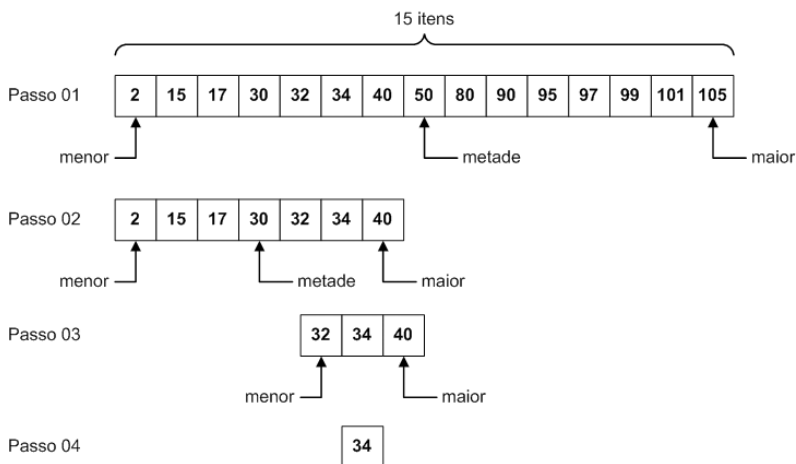 15 itens
Passo 01 2 15 17 30 32 34 40 50 80 90 95 97 99 101 105
menor metade maior
Passo 02 2 15 17 30 32 34 40
menor metade maior
Passo 03 32 34 40
menor maior
Passo 04 34